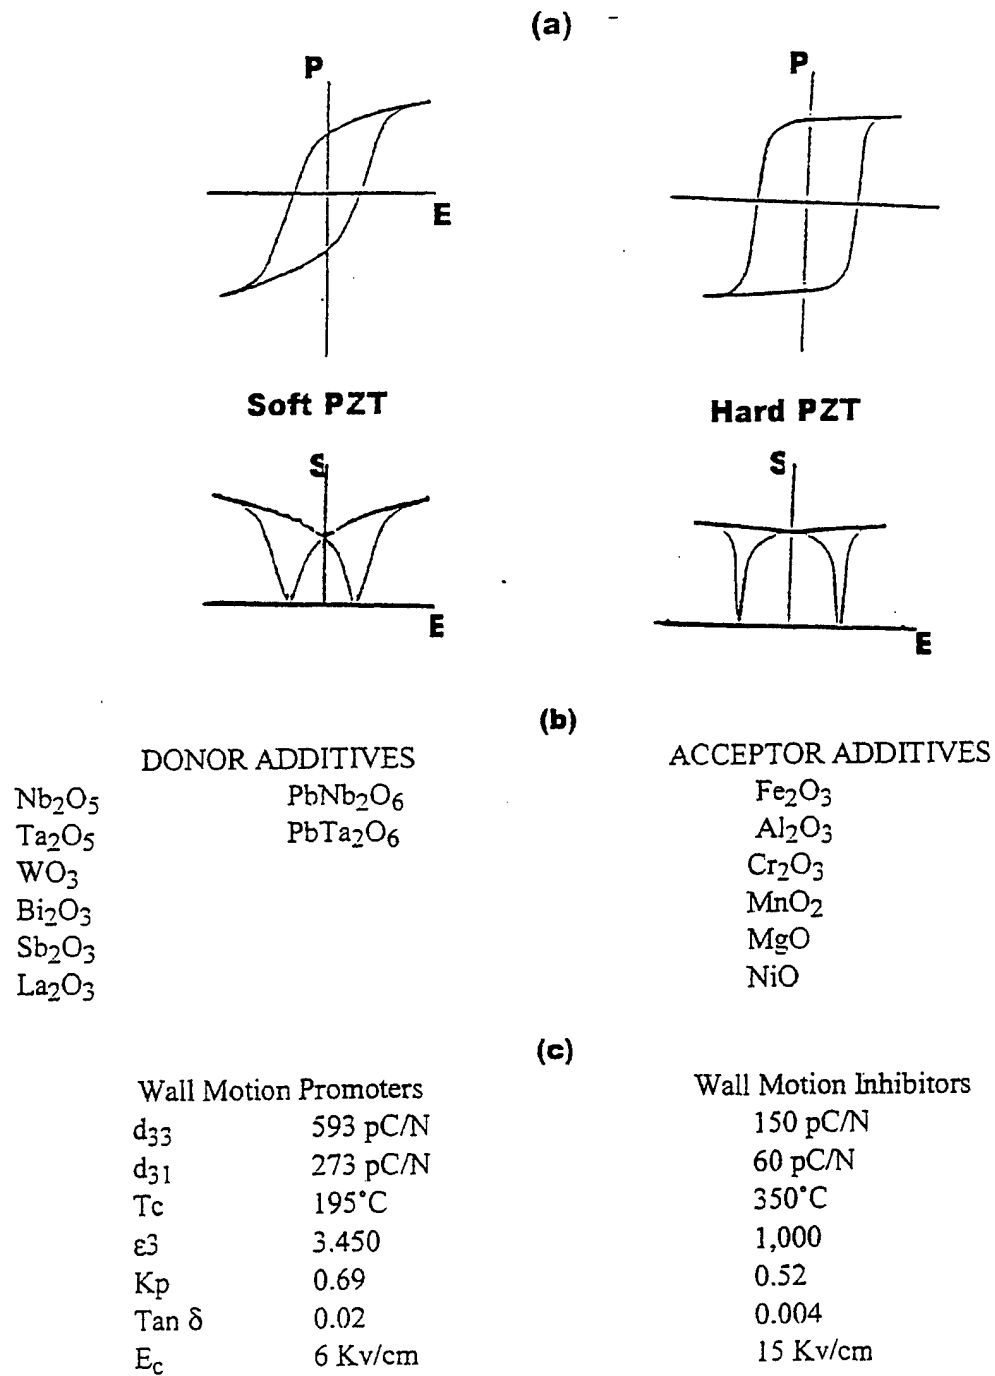 (a)
P
P
E
Soft PZT
Hard PZT
S
S
E
E
(b)
DONOR ADDITIVES
Nb₂O₅ PbNb₂O₆
Ta₂O₅ PbTa₂O₆
WO₃
Bi₂O₃
Sb₂O₃
La₂O₃
ACCEPTOR ADDITIVES
Fe₂O₃
Al₂O₃
Cr₂O₃
MnO₂
MgO
NiO
(c)
Wall Motion Promoters
d₃₃ 593 pC/N
d₃₁ 273 pC/N
Tc 195°C
ε3 3.450
Kp 0.69
Tan δ 0.02
E_c 6 Kv/cm
Wall Motion Inhibitors
150 pC/N
60 pC/N
350°C
1,000
0.52
0.004
15 Kv/cm